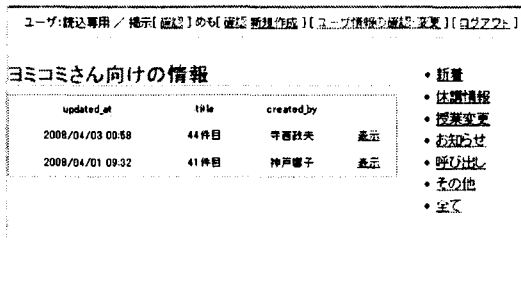 ユーザ:読込専用 / 掲示[ 確認 ] めも[ 確認 新規作成 ] [ ユーザ情報の確認・変更 ] [ ログアウト ]
ヨミコミさん向けの情報
updated_at title created_by
2008/04/03 00:58 44件目 寺西政夫 表示
2008/04/01 09:32 41件目 神戸響子 表示
• 新着
• 休講情報
• 授業変更
• お知らせ
• 呼び出し
• その他
• 全て